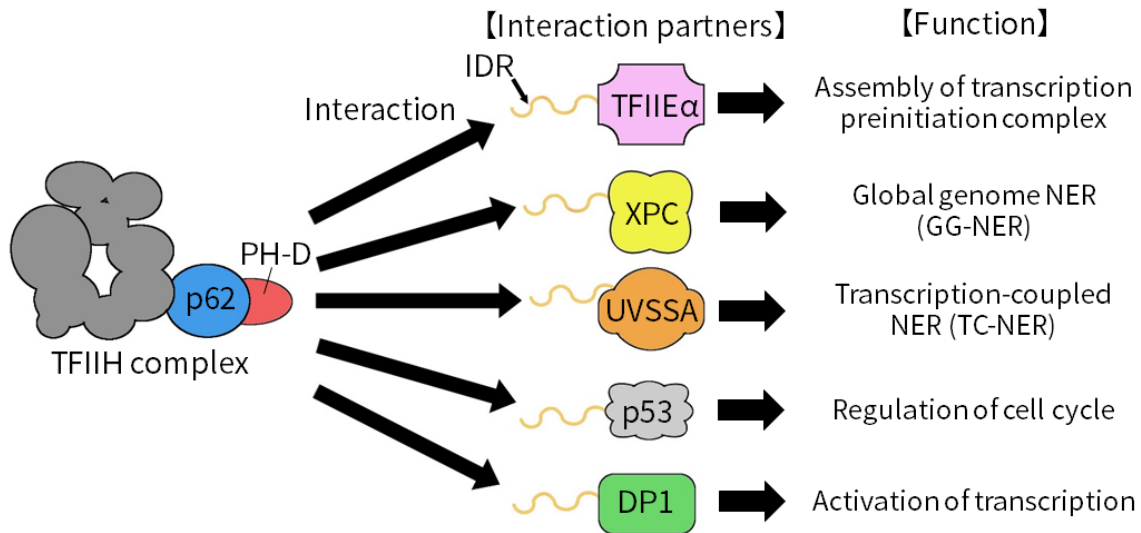 【Interaction partners】
【Function】
IDR
Interaction
TFIIEα
Assembly of transcription
preinitiation complex
XPC
Global genome NER
(GG-NER)
PH-D
p62
TFIIH complex
UVSSA
Transcription-coupled
NER (TC-NER)
p53
Regulation of cell cycle
DP1
Activation of transcription